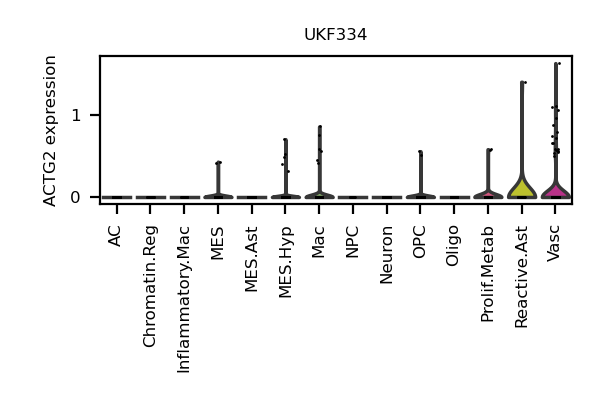 UKF334
ACTG2 expression
1
0
AC
Chromatin.Reg
Inflammatory.Mac
MES
MES.Ast
MES.Hyp
Mac
NPC
Neuron
OPC
Oligo
Prolif.Metab
Reactive.Ast
Vasc